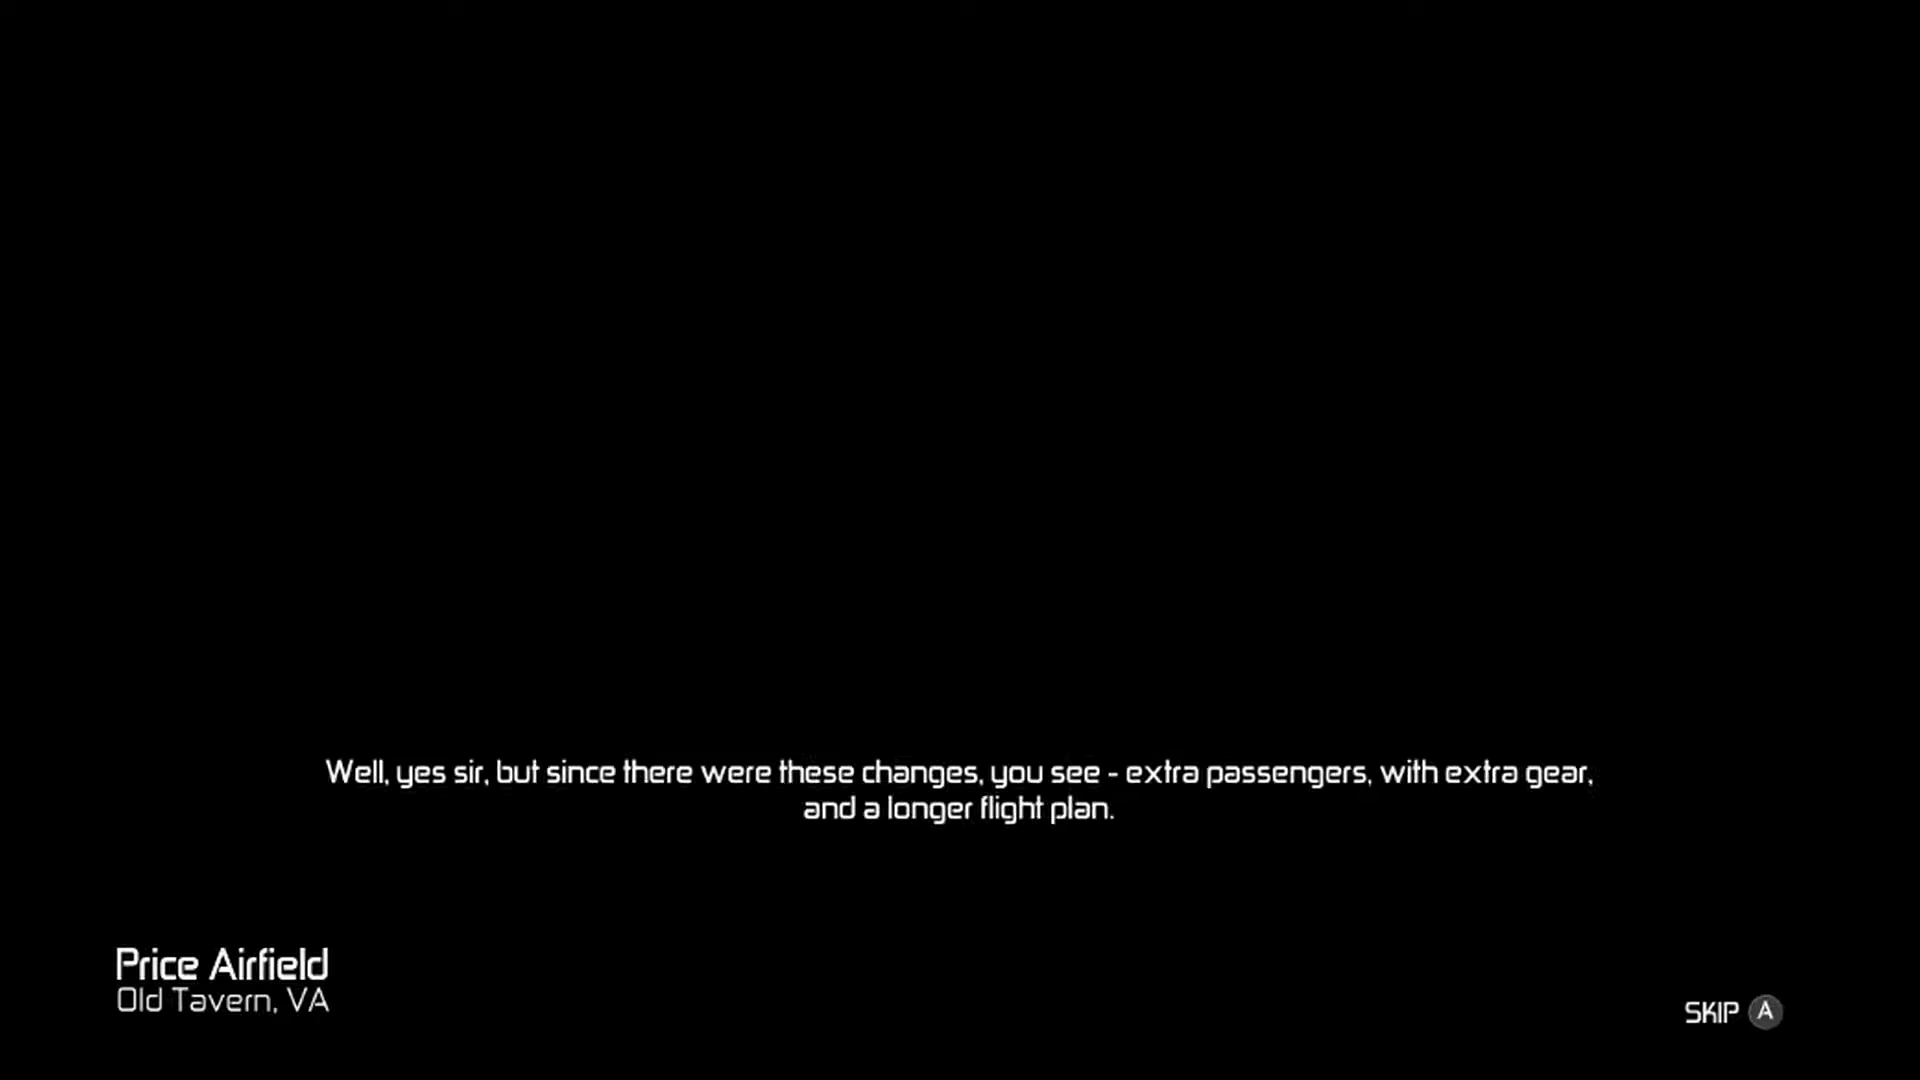 Well, yes sir, but since there were these changes, you see - extra passengers, with extra gear,
and a longer flight plan.
Price Airfield
Old Tavern, VA
SKIP A